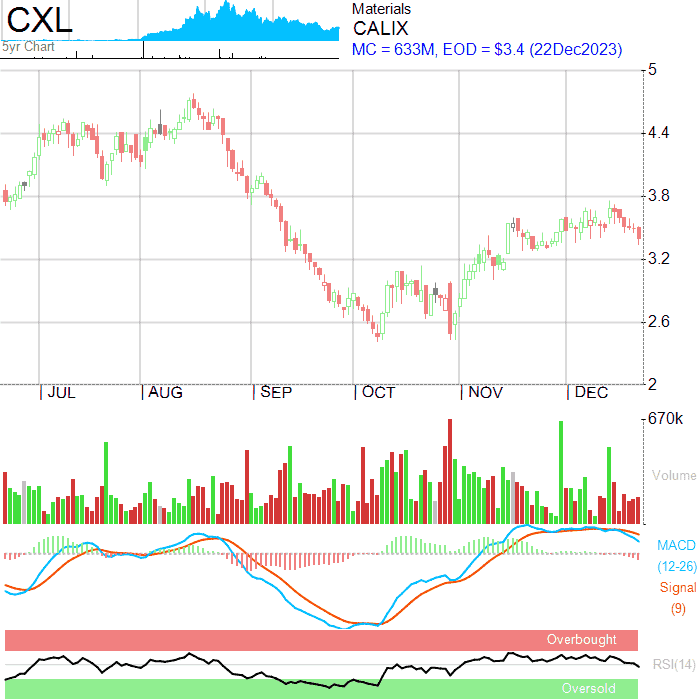 CXL
5yr Chart
Materials
CALIX
MC = 633M, EOD = $3.4 (22Dec2023)
5
4.4
3.8
3.2
2.6
2
JUL AUG SEP OCT NOV DEC
670k
Volume
MACD
(12-26)
Signal
(9)
Overbought
RSI(14)
Oversold